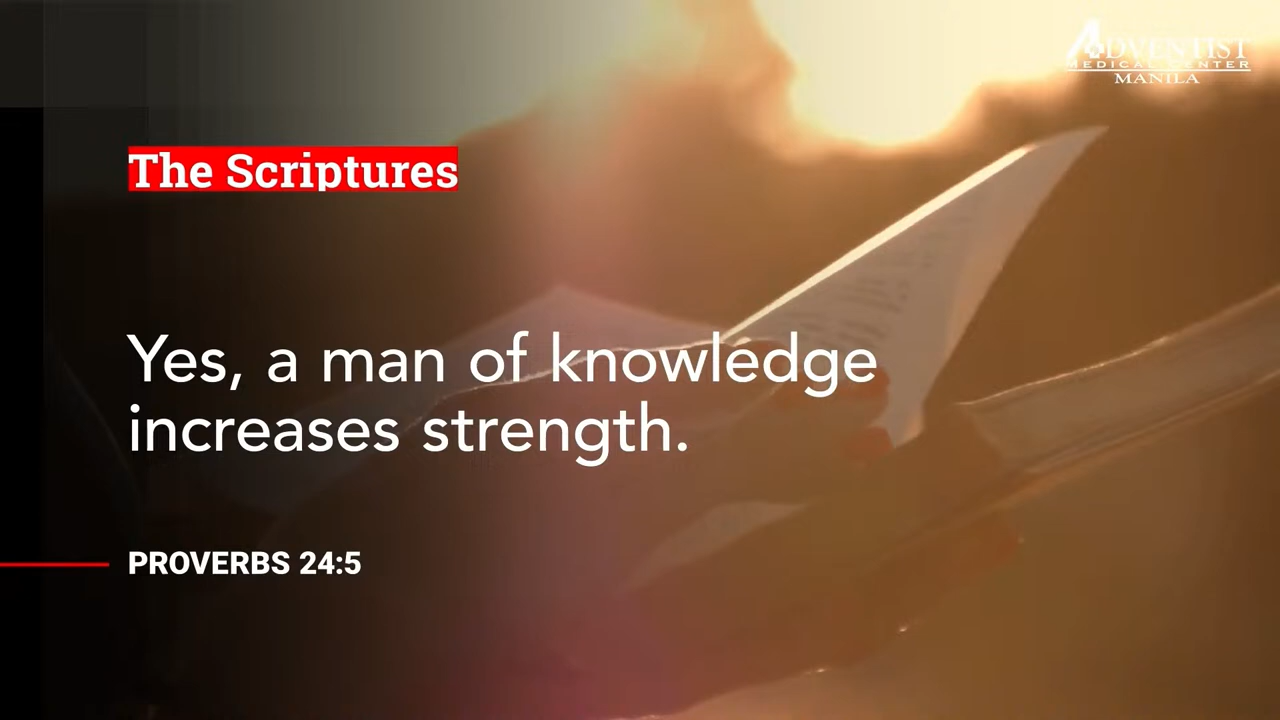 ADVENTIST
MEDICAL CENTER
MANILA
The Scriptures
Yes, a man of knowledge
increases strength.
PROVERBS 24:5